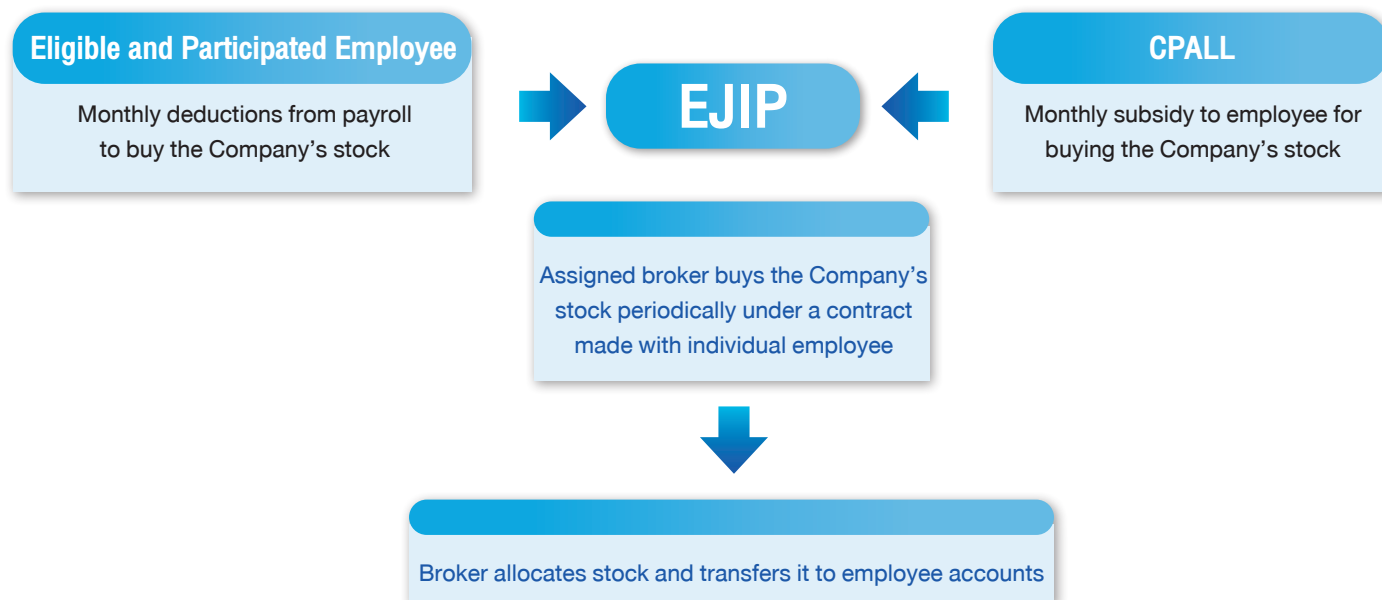 Eligible and Participated Employee
Monthly deductions from payroll
to buy the Company’s stock
EJIP
CPALL
Monthly subsidy to employee for
buying the Company’s stock
Assigned broker buys the Company’s
stock periodically under a contract
made with individual employee
Broker allocates stock and transfers it to employee accounts